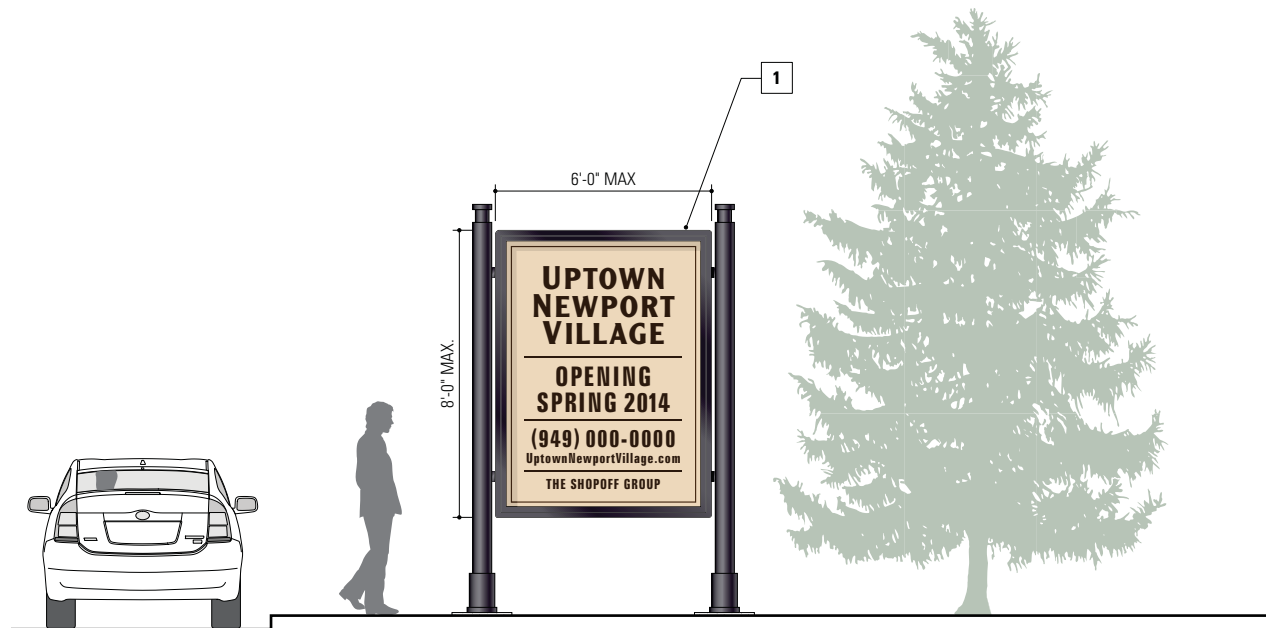 1
6'-0" MAX
8'-0" MAX.
UPTOWN
NEWPORT
VILLAGE
OPENING
SPRING 2014
(949) 000-0000
UptownNewportVillage.com
THE SHOPOFF GROUP